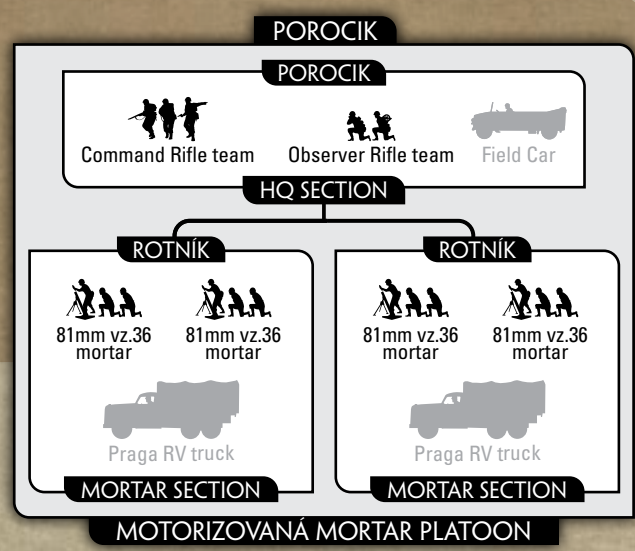 POROCIK
POROCIK
Command Rifle team
Observer Rifle team
Field Car
HQ SECTION
ROTNÍK
81mm vz.36
mortar
81mm vz.36
mortar
Praga RV truck
MORTAR SECTION
ROTNÍK
81mm vz.36
mortar
81mm vz.36
mortar
Praga RV truck
MORTAR SECTION
MOTORIZOVANÁ MORTAR PLATOON